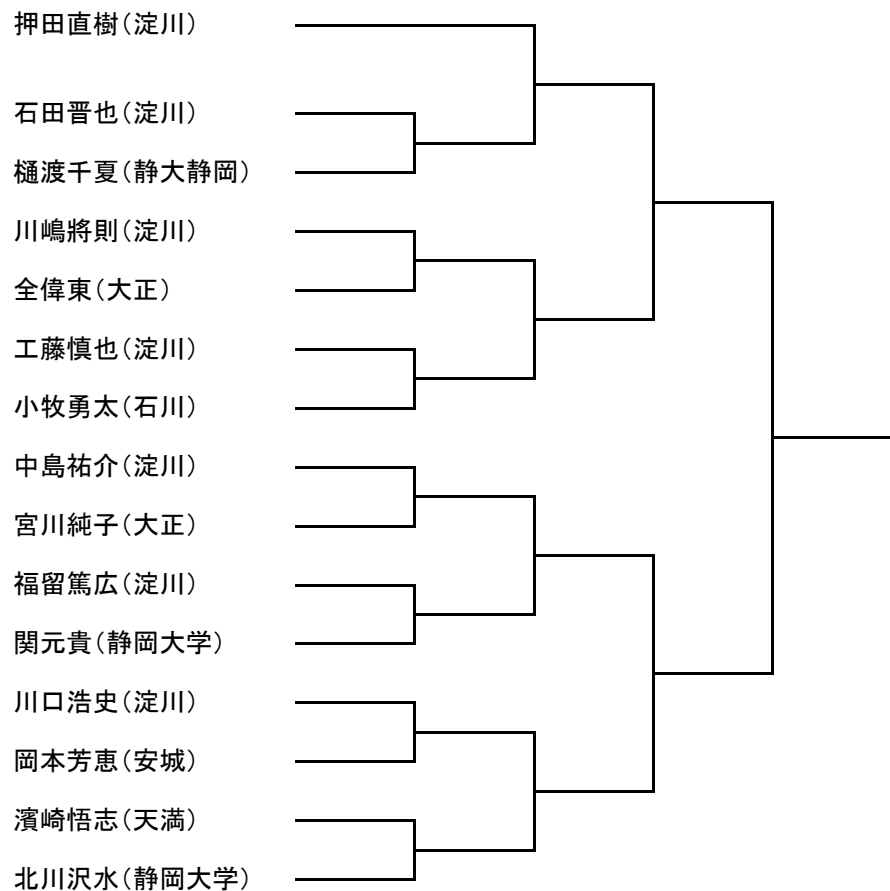 押田直樹（淀川）
石田晋也（淀川）
樋渡千夏（静大静岡）
川嶋將則（淀川）
全偉東（大正）
工藤慎也（淀川）
小牧勇太（石川）
中島祐介（淀川）
宮川純子（大正）
福留篤広（淀川）
関元貴（静岡大学）
川口浩史（淀川）
岡本芳恵（安城）
濱崎悟志（天満）
北川沢水（静岡大学）